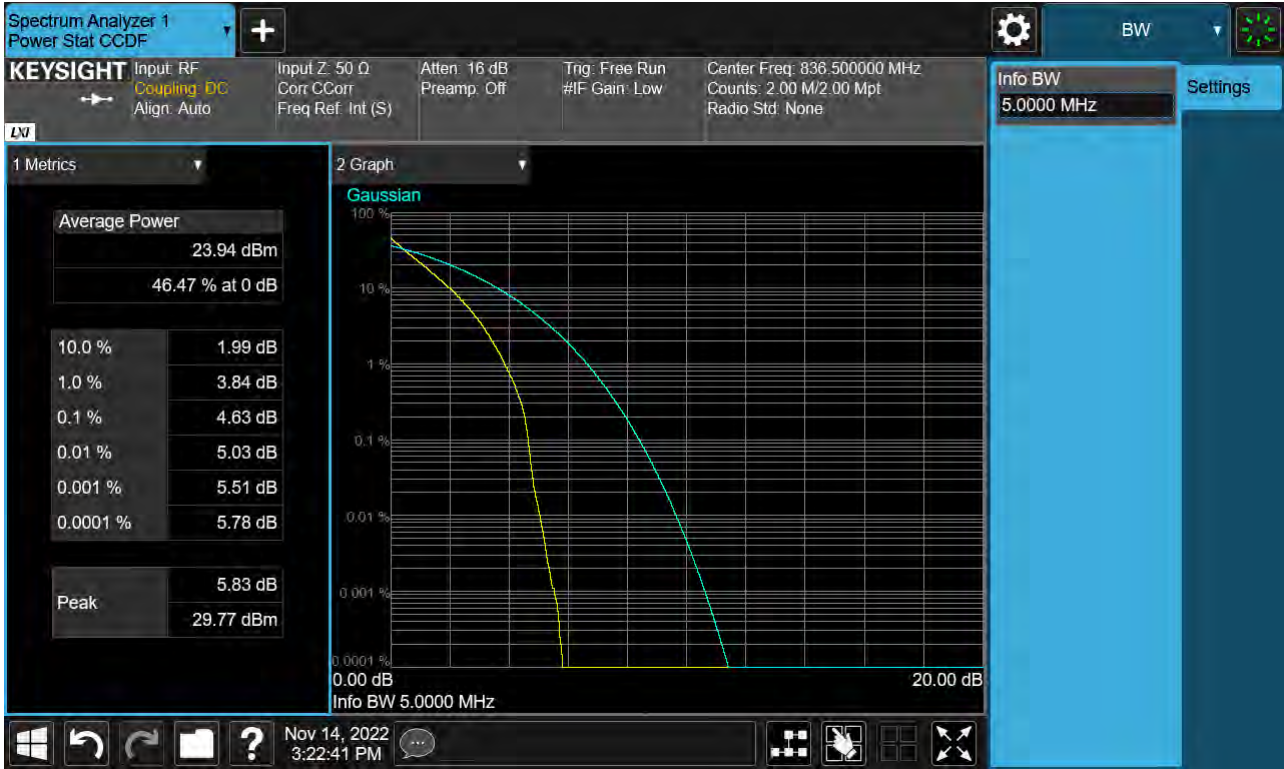 Spectrum Analyzer 1
Power Stat CCDF
BW
KEYSIGHT
Input: RF
Coupling: DC
Align: Auto
Input Z: 50 Ω
Corr CCorr
Freq Ref: Int (S)
Atten: 16 dB
Preamp: Off
Trig: Free Run
#IF Gain: Low
Center Freq: 836.500000 MHz
Counts: 2.00 M/2.00 Mpt
Radio Std: None
LXI
Info BW
5.0000 MHz
Settings
1 Metrics
Average Power
23.94 dBm
46.47 % at 0 dB
10.0 % 1.99 dB
1.0 % 3.84 dB
0.1 % 4.63 dB
0.01 % 5.03 dB
0.001 % 5.51 dB
0.0001 % 5.78 dB
Peak
5.83 dB
29.77 dBm
2 Graph
Gaussian
100 %
10 %
1 %
0.1 %
0.01 %
0.001 %
0.0001 %
0.00 dB 20.00 dB
Info BW 5.0000 MHz
?
Nov 14, 2022
3:22:41 PM